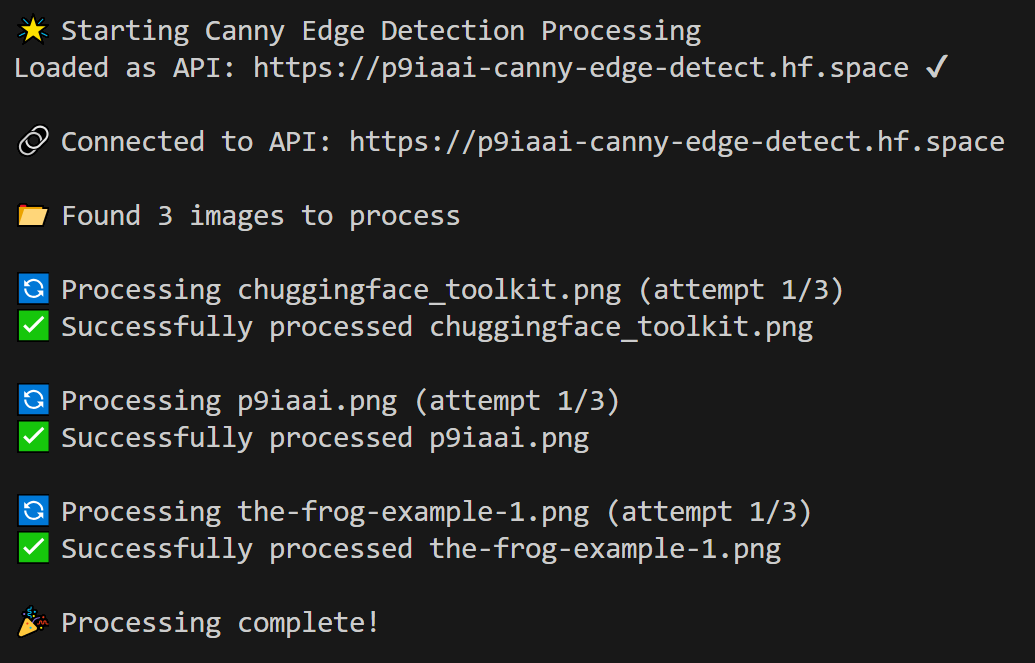 🌟 Starting Canny Edge Detection Processing
Loaded as API: https://p9iaai-canny-edge-detect.hf.space ✔
🔗 Connected to API: https://p9iaai-canny-edge-detect.hf.space
📂 Found 3 images to process
🔄 Processing chuggingface_toolkit.png (attempt 1/3)
✅ Successfully processed chuggingface_toolkit.png
🔄 Processing p9iaai.png (attempt 1/3)
✅ Successfully processed p9iaai.png
🔄 Processing the-frog-example-1.png (attempt 1/3)
✅ Successfully processed the-frog-example-1.png
🎉 Processing complete!